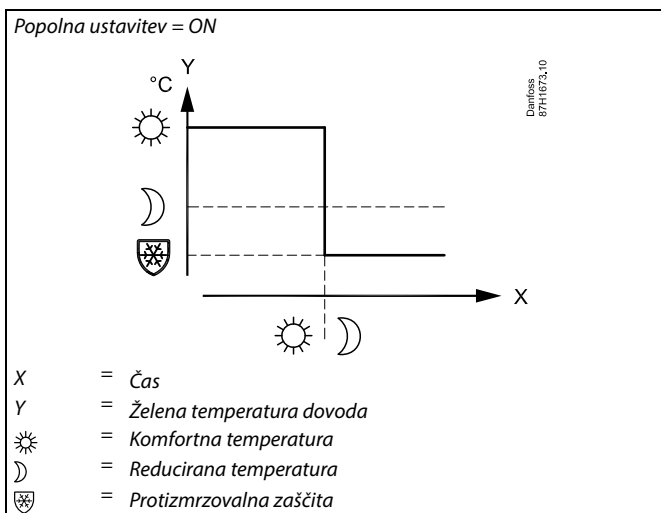 Popolna ustavitev = ON
Danfoss
87H1673.10
Y
°C
X
X = Čas
Y = Želena temperatura dovoda
= Komfortna temperatura
= Reducirana temperatura
= Protizmrzovalna zaščita